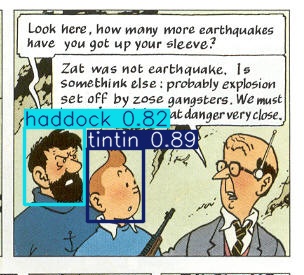 Look here, how many more earthquakes
have you got up your sleeve?
Zat was not earthquake. Is
somethink else: probably explosion
set off by zose gangsters. We must
at danger very close.
haddock 0.82
tintin 0.89